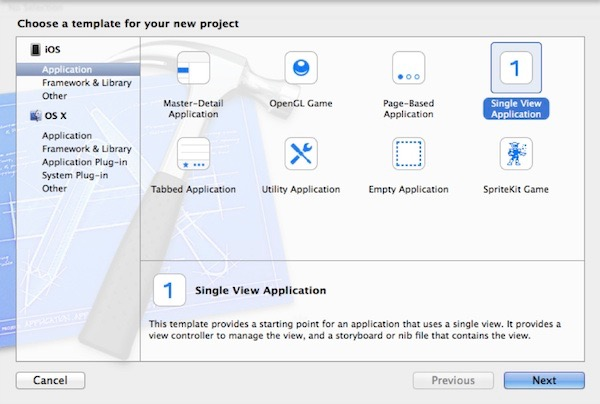 Choose a template for your new project
iOS
Application
Framework & Library
Other
OS X
Application
Framework & Library
Application Plug-in
System Plug-in
Other
Master-Detail
Application
OpenGL Game
Page-Based
Application
1
Single View
Application
Tabbed Application
Utility Application
Empty Application
SpriteKit Game
1
Single View Application
This template provides a starting point for an application that uses a single view. It provides a
view controller to manage the view, and a storyboard or nib file that contains the view.
Cancel
Previous
Next